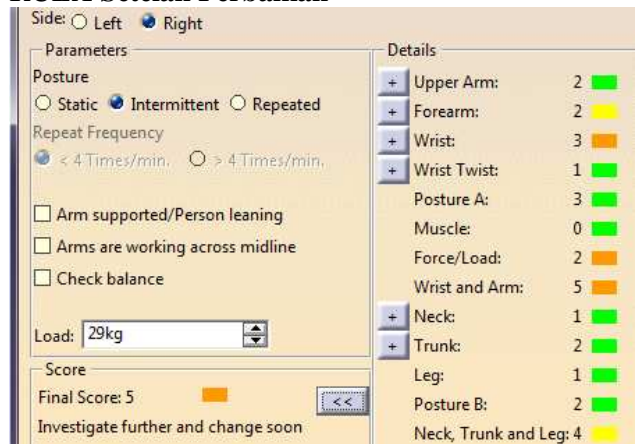 Side: Left Right
Parameters
Posture
Static Intermittent Repeated
Repeat Frequency
< 4 Times/min. > 4 Times/min.
Arm supported/Person leaning
Arms are working across midline
Check balance
Load: 29kg
Score
Final Score: 5
<<
Investigate further and change soon
Details
+ Upper Arm: 2
+ Forearm: 2
+ Wrist: 3
+ Wrist Twist: 1
Posture A: 3
Muscle: 0
Force/Load: 2
Wrist and Arm: 5
+ Neck: 1
+ Trunk: 2
Leg: 1
Posture B: 2
Neck, Trunk and Leg: 4